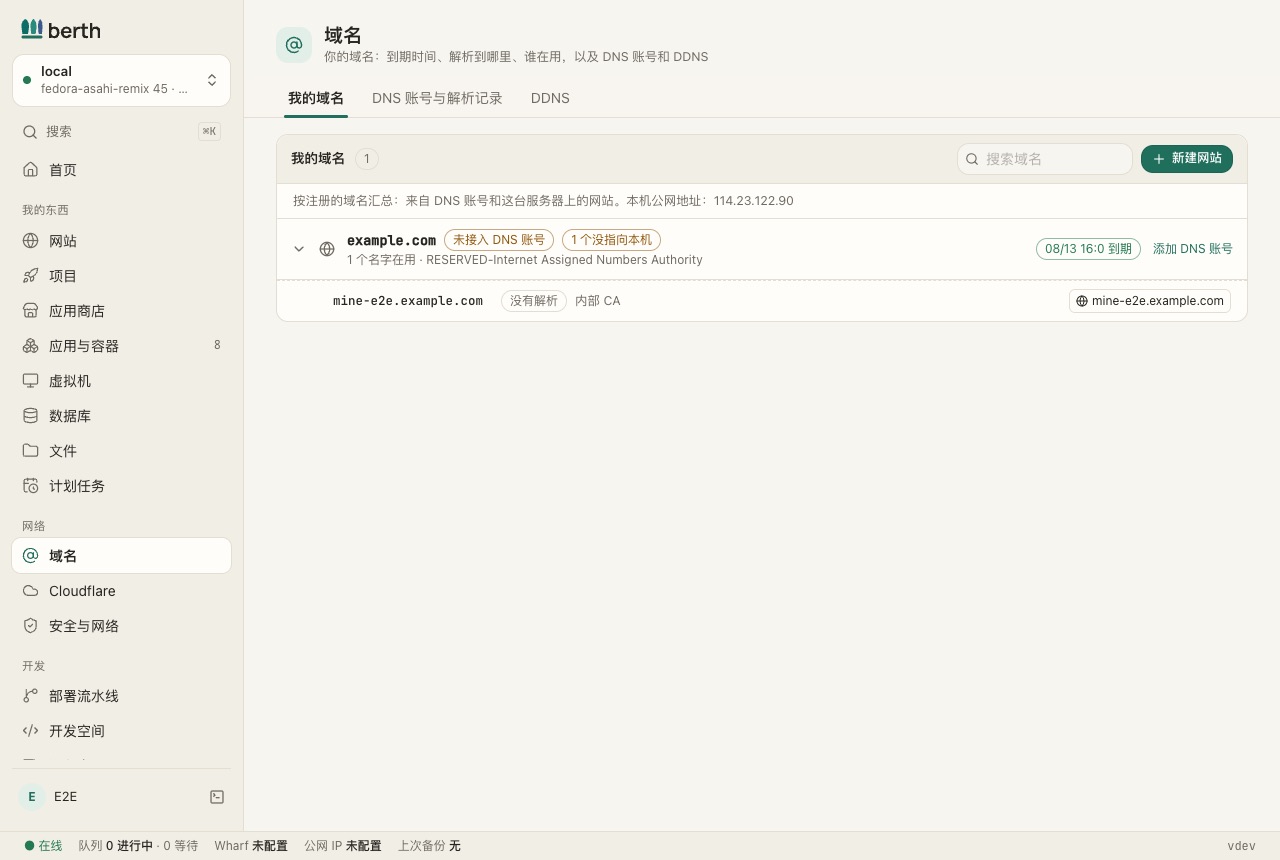 berth
local
fedora-asahi-remix 45 · ...
搜索 ⌘K
首页
我的东西
网站
项目
应用商店
应用与容器 8
虚拟机
数据库
文件
计划任务
网络
域名
Cloudflare
安全与网络
开发
部署流水线
开发空间
E E2E
域名
你的域名：到期时间、解析到哪里、谁在用，以及 DNS 账号和 DDNS
我的域名 DNS 账号与解析记录 DDNS
我的域名 1 搜索域名 新建网站
按注册的域名汇总：来自 DNS 账号和这台服务器上的网站。本机公网地址：114.23.122.90
example.com 未接入 DNS 账号 1 个没指向本机 08/13 16:0 到期 添加 DNS 账号
1 个名字在用 · RESERVED-Internet Assigned Numbers Authority
mine-e2e.example.com 没有解析 内部 CA mine-e2e.example.com
在线 队列 0 进行中 · 0 等待 Wharf 未配置 公网 IP 未配置 上次备份 无 vdev